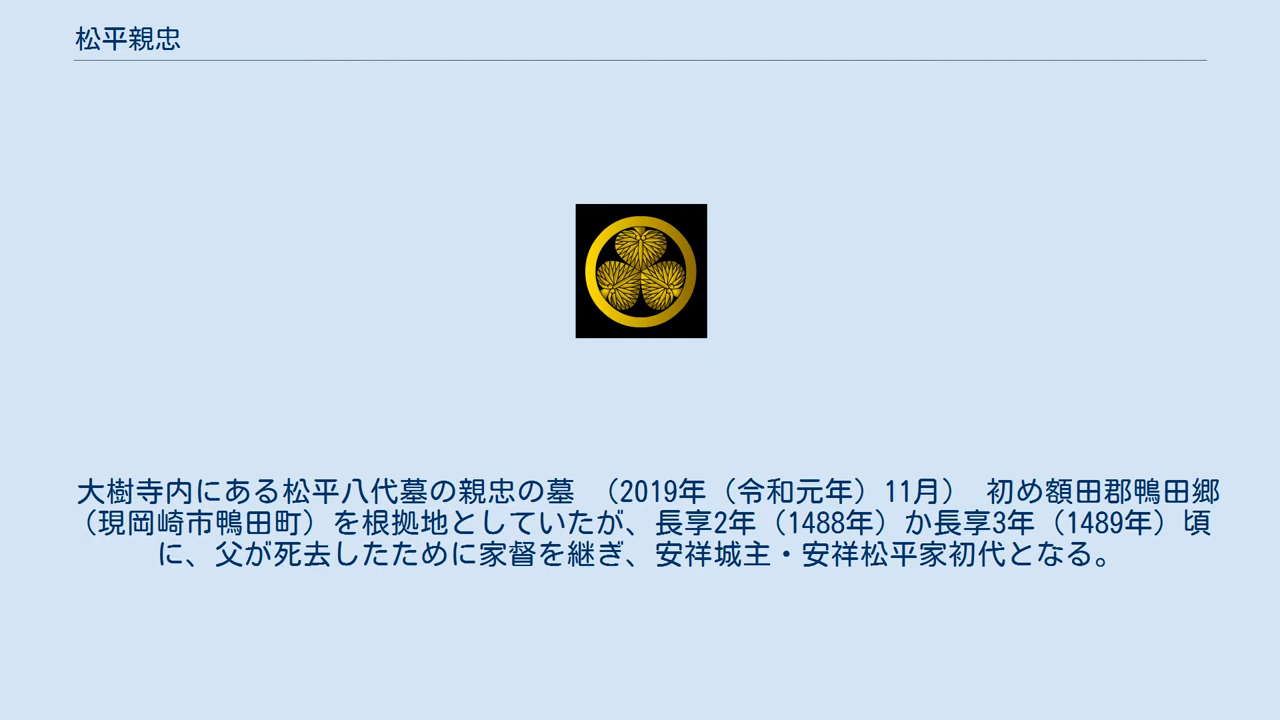 松平親忠
大樹寺内にある松平八代墓の親忠の墓 （2019年（令和元年）11月） 初め額田郡鴨田郷
（現岡崎市鴨田町）を根拠地としていたが、長享2年（1488年）か長享3年（1489年）頃
に、父が死去したために家督を継ぎ、安祥城主・安祥松平家初代となる。